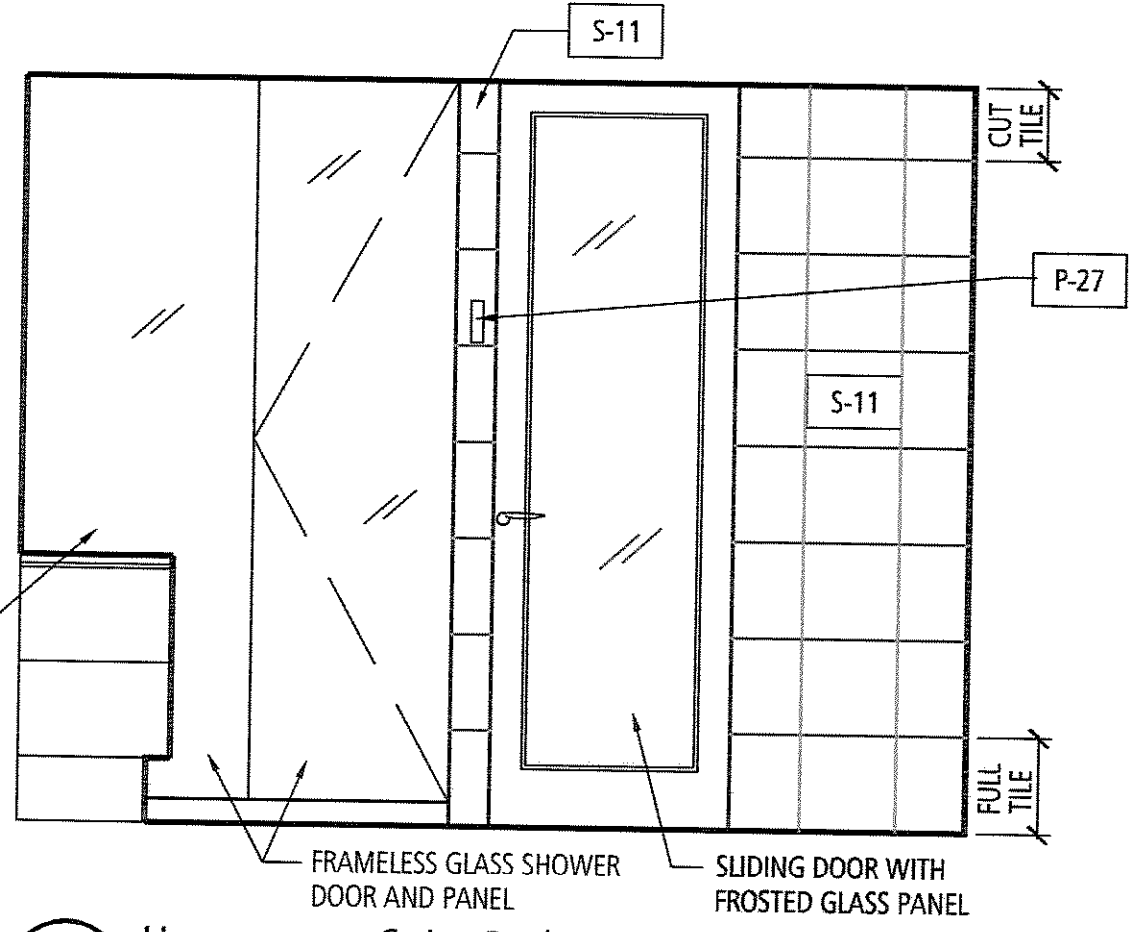 S-11
CUT
TILE
P-27
S-11
FULL
TILE
FRAMELESS GLASS SHOWER
DOOR AND PANEL
SLIDING DOOR WITH
FROSTED GLASS PANEL